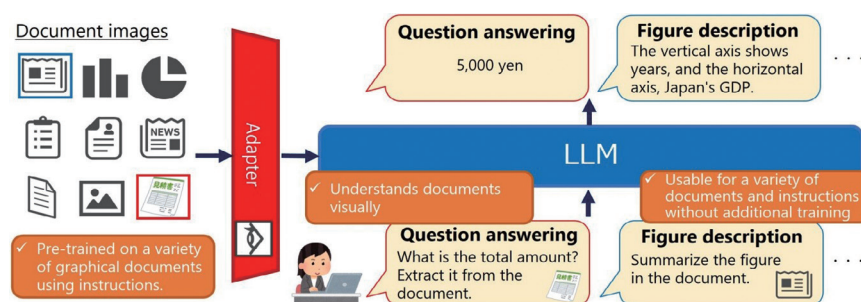 Document images
NEWS
見積書
✓ Pre-trained on a variety
of graphical documents
using instructions.
Adapter
Question answering
5,000 yen
Figure description
The vertical axis shows
years, and the horizontal
axis, Japan's GDP.
. . .
LLM
✓ Understands documents
visually
✓ Usable for a variety of
documents and instructions
without additional training
Question answering
What is the total amount?
Extract it from the
document.
Figure description
Summarize the figure
in the document.
. . .